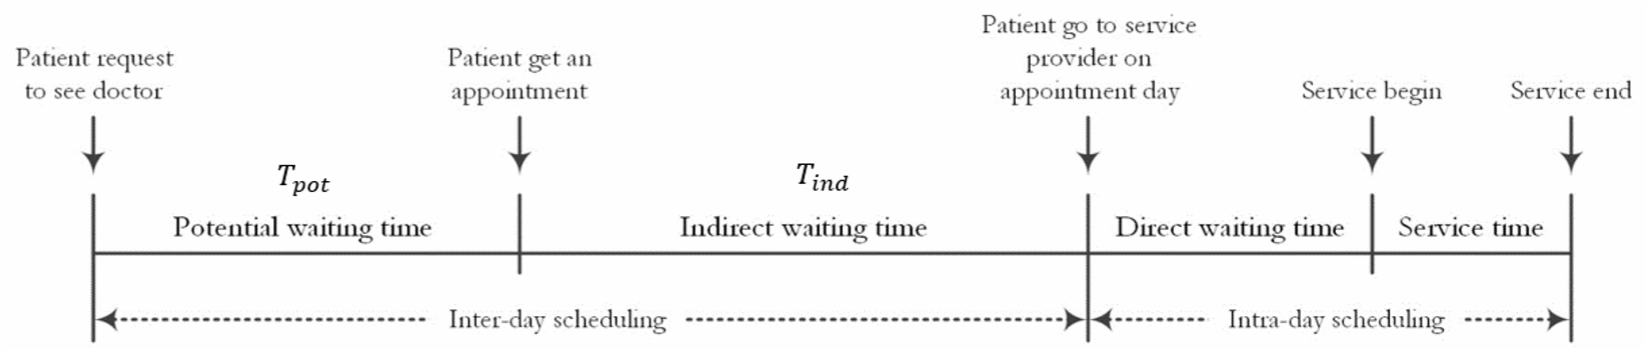 Patient request
to see doctor
Patient get an
appointment
Patient go to service
provider on
appointment day
Service begin
Service end
T_pot
T_ind
Potential waiting time
Indirect waiting time
Direct waiting time
Service time
Inter-day scheduling
Intra-day scheduling